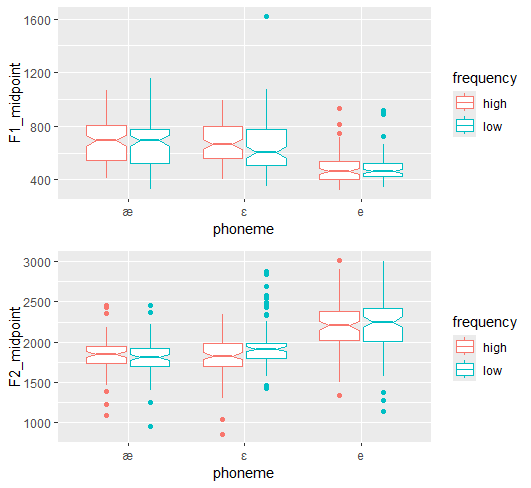 1600
1200
800
400
F1_midpoint
æ ε e
phoneme
frequency
high
low
3000
2500
2000
1500
1000
F2_midpoint
æ ε e
phoneme
frequency
high
low